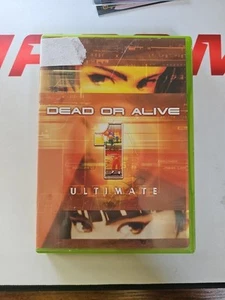 DEAD OR ALIVE
1
ULTIMATE